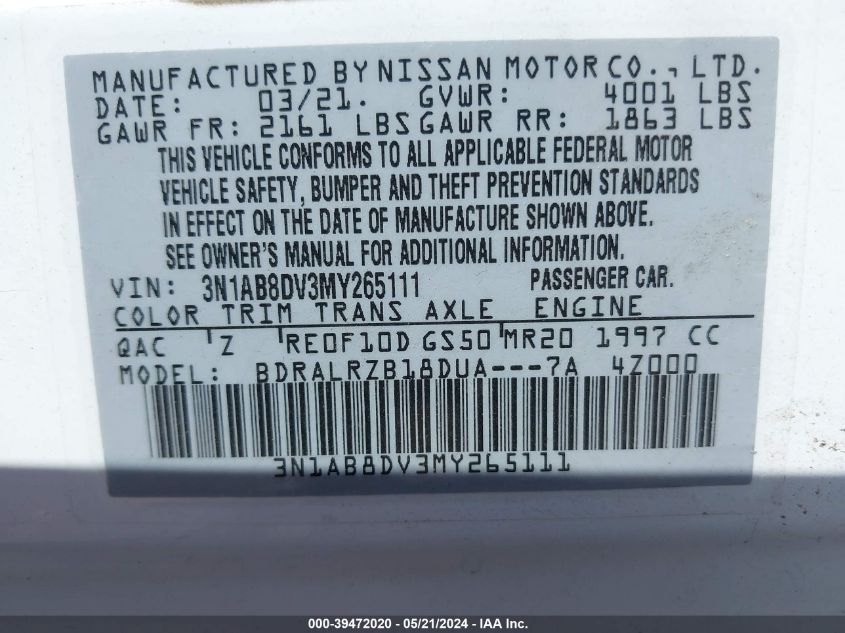 MANUFACTURED BY NISSAN MOTOR CO., LTD.
DATE: 03/21. GVWR: 4001 LBS
GAWR FR: 2161 LBS GAWR RR: 1863 LBS
THIS VEHICLE CONFORMS TO ALL APPLICABLE FEDERAL MOTOR
VEHICLE SAFETY, BUMPER AND THEFT PREVENTION STANDARDS
IN EFFECT ON THE DATE OF MANUFACTURE SHOWN ABOVE.
SEE OWNER'S MANUAL FOR ADDITIONAL INFORMATION.
VIN: 3N1AB8DV3MY265111 PASSENGER CAR.
COLOR TRIM TRANS AXLE ENGINE
QAC Z RE0F10D GS50 MR20 1997 CC
MODEL: BDRALRZB18DUA---7A 4Z000
3N1AB8DV3MY265111
000-39472020 - 05/21/2024 - IAA Inc.